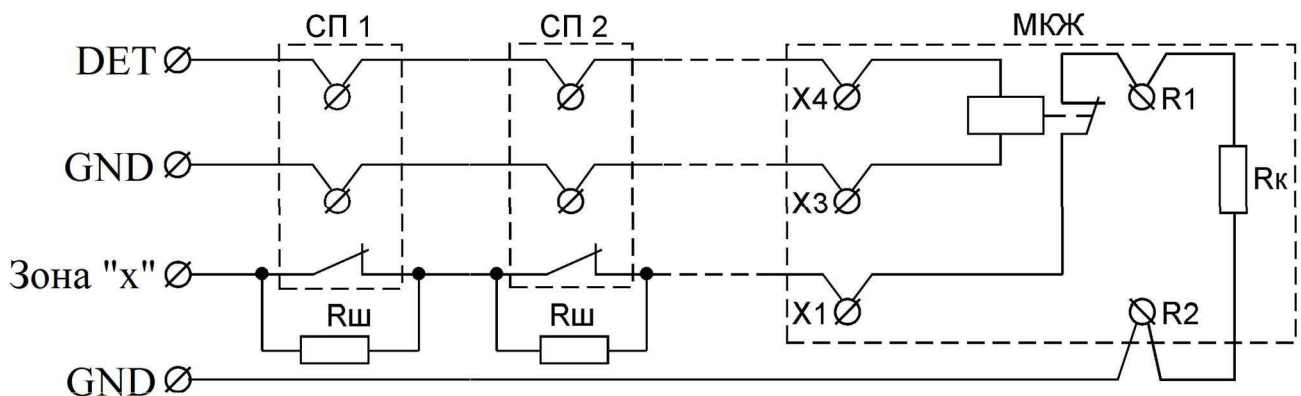 СП 1 СП 2 МКЖ
DET
X4 R1
GND
X3 Rк
Зона "х"
X1 R2
Rш Rш
GND